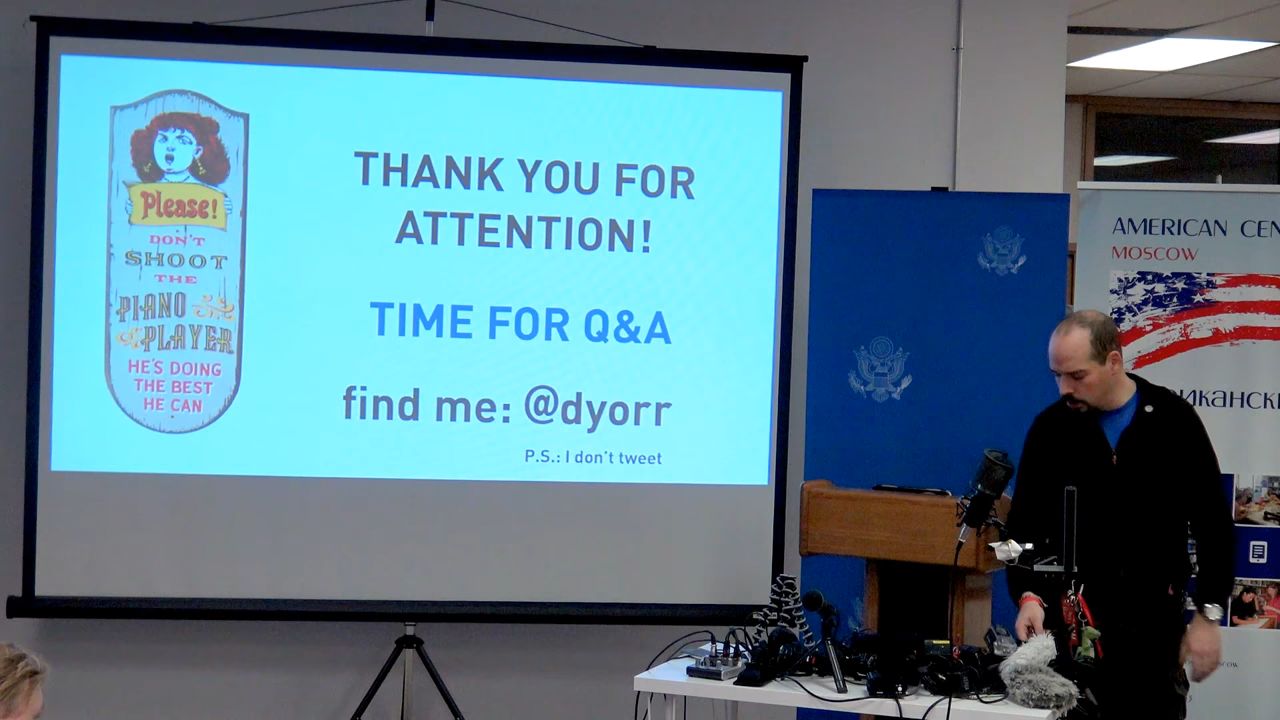 Please!
DON'T
SHOOT
THE
PIANO
PLAYER
HE'S DOING
THE BEST
HE CAN
THANK YOU FOR
ATTENTION!
TIME FOR Q&A
find me: @dyorr
P.S.: I don't tweet
AMERICAN CEN
MOSCOW
РИКАНСКИ